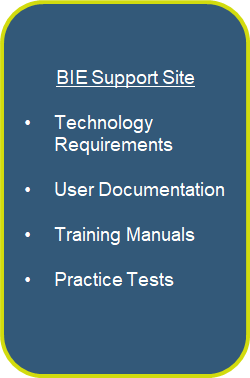 BIE Support Site
• Technology
Requirements
• User Documentation
• Training Manuals
• Practice Tests